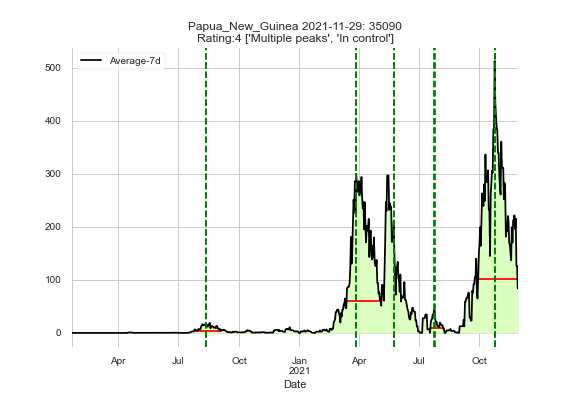 Papua_New_Guinea 2021-11-29: 35090
Rating:4 ['Multiple peaks', 'In control']
Average-7d
500
400
300
200
100
0
Apr Jul Oct Jan Apr Jul Oct
2021
Date